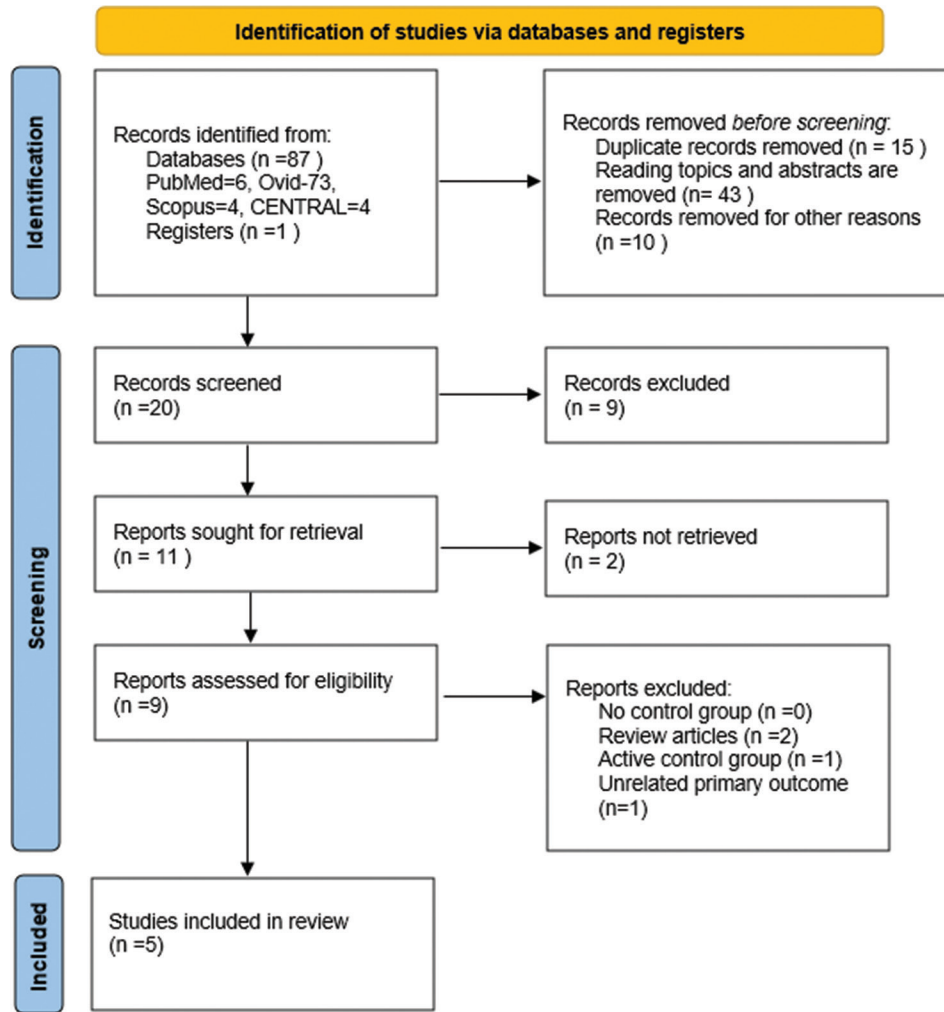 Identification of studies via databases and registers
Identification
Records identified from:
Databases (n =87 )
PubMed=6, Ovid-73,
Scopus=4, CENTRAL=4
Registers (n =1 )
Records removed before screening:
Duplicate records removed (n = 15 )
Reading topics and abstracts are
removed (n= 43 )
Records removed for other reasons
(n =10 )
Screening
Records screened
(n =20)
Records excluded
(n = 9)
Reports sought for retrieval
(n = 11 )
Reports not retrieved
(n = 2)
Reports assessed for eligibility
(n =9)
Reports excluded:
No control group (n =0)
Review articles (n =2)
Active control group (n =1)
Unrelated primary outcome
(n=1)
Included
Studies included in review
(n =5)